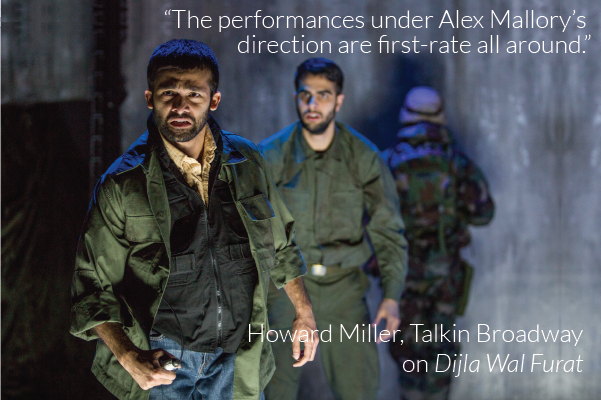 “The performances under Alex Mallory’s
direction are first-rate all around.”
Howard Miller, Talkin Broadway
on Dijla Wal Furat